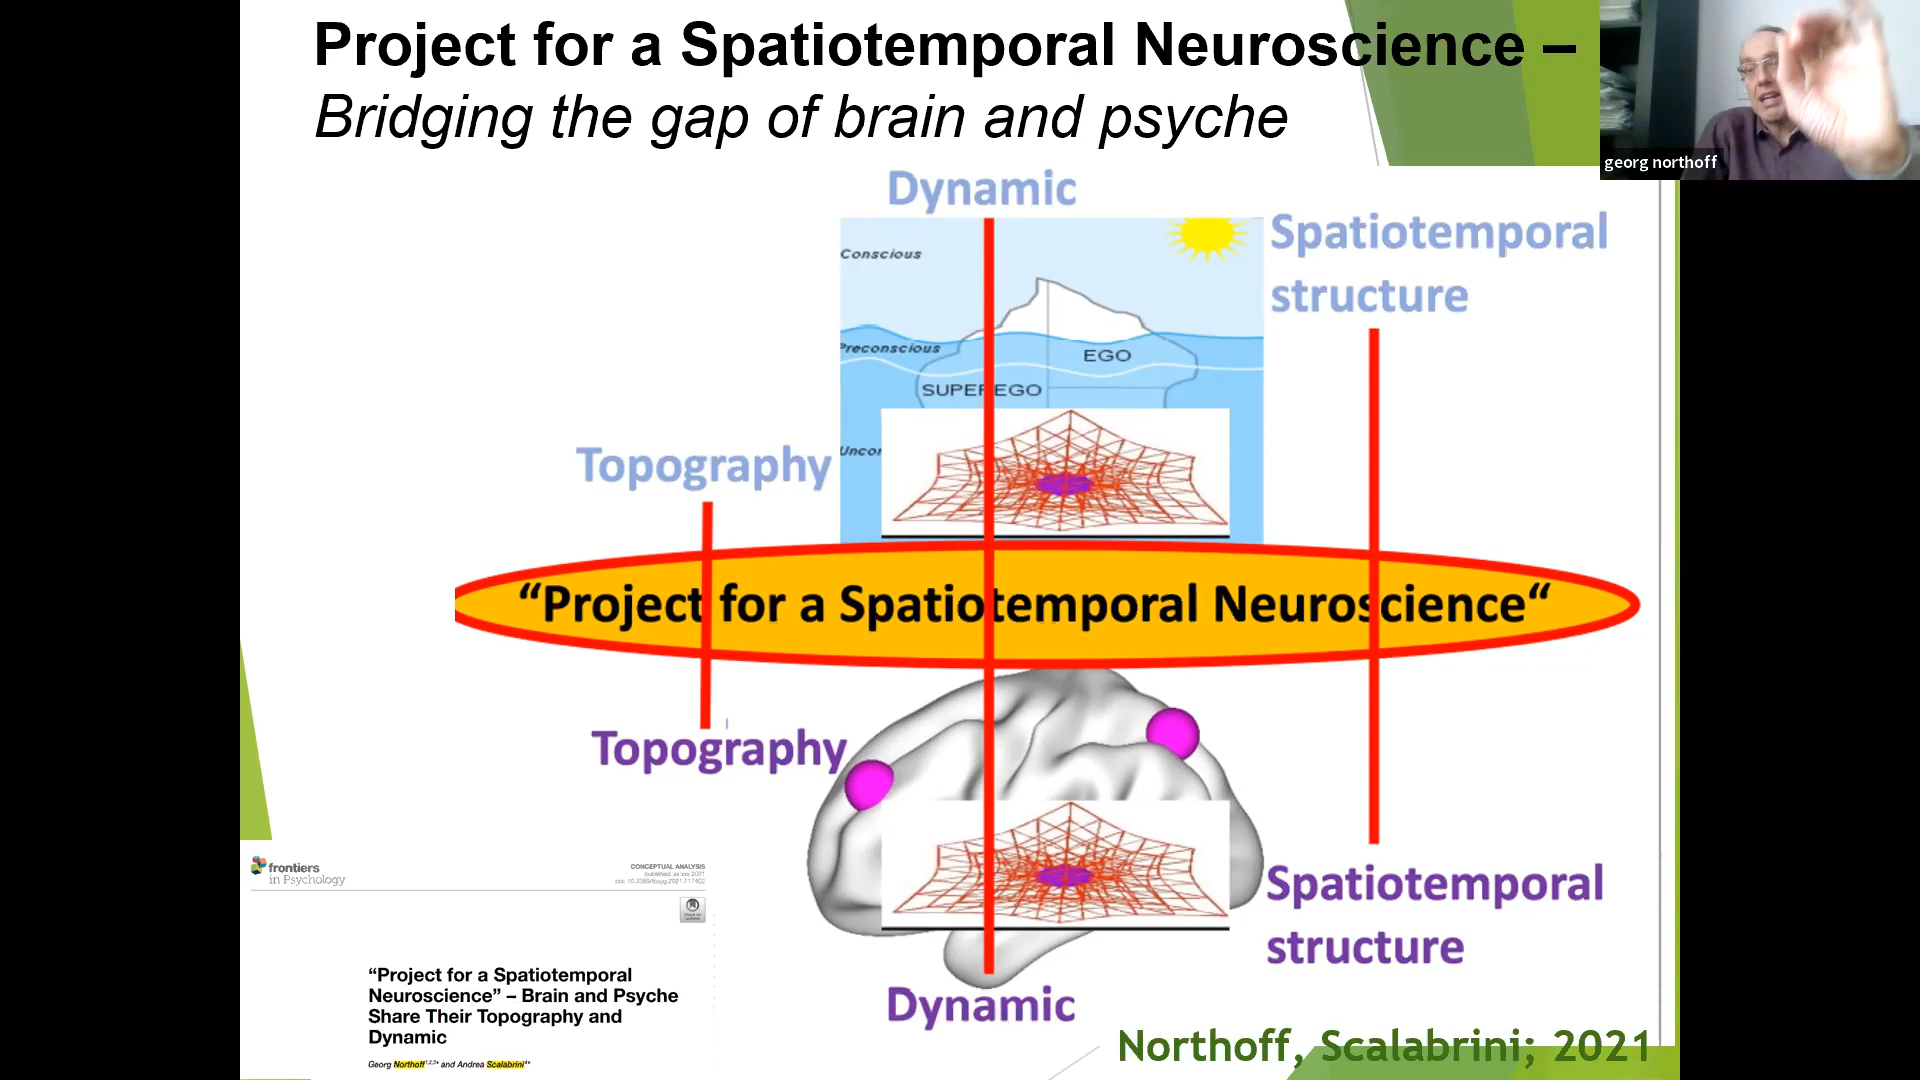 Project for a Spatiotemporal Neuroscience –
Bridging the gap of brain and psyche
georg northoff
Dynamic
Spatiotemporal
structure
Conscious
Preconscious
EGO
SUPEREGO
Topography
“Project for a Spatiotemporal Neuroscience“
Topography
Spatiotemporal
structure
Dynamic
frontiers
in Psychology
CONCEPTUAL ANALYSIS
“Project for a Spatiotemporal
Neuroscience” – Brain and Psyche
Share Their Topography and
Dynamic
Georg Northoff and Andrea Scalabrini
Northoff, Scalabrini; 2021